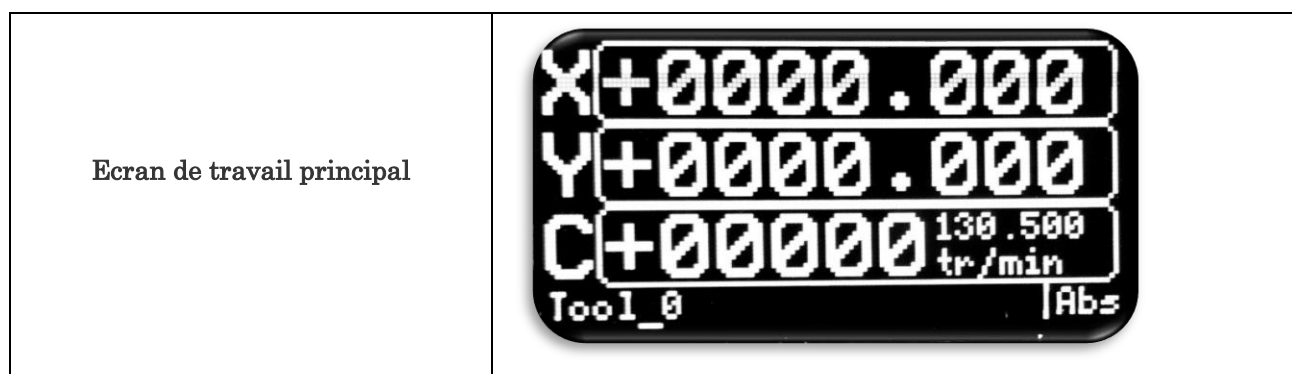 Ecran de travail principal
X+0000.000
Y+0000.000
C+00000
130.500
tr/min
Tool_0
Abs